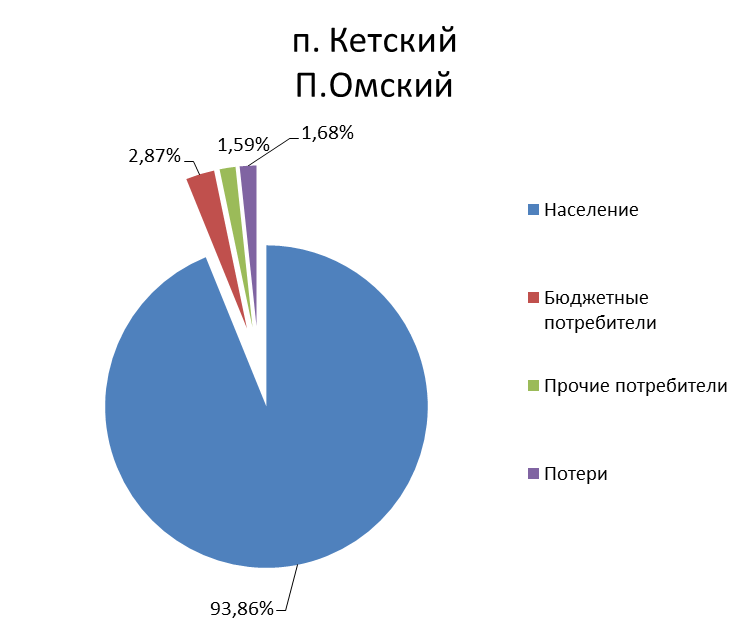 п. Кетский
П.Омский
2,87%
1,59%
1,68%
Население
Бюджетные
потребители
Прочие потребители
Потери
93,86%